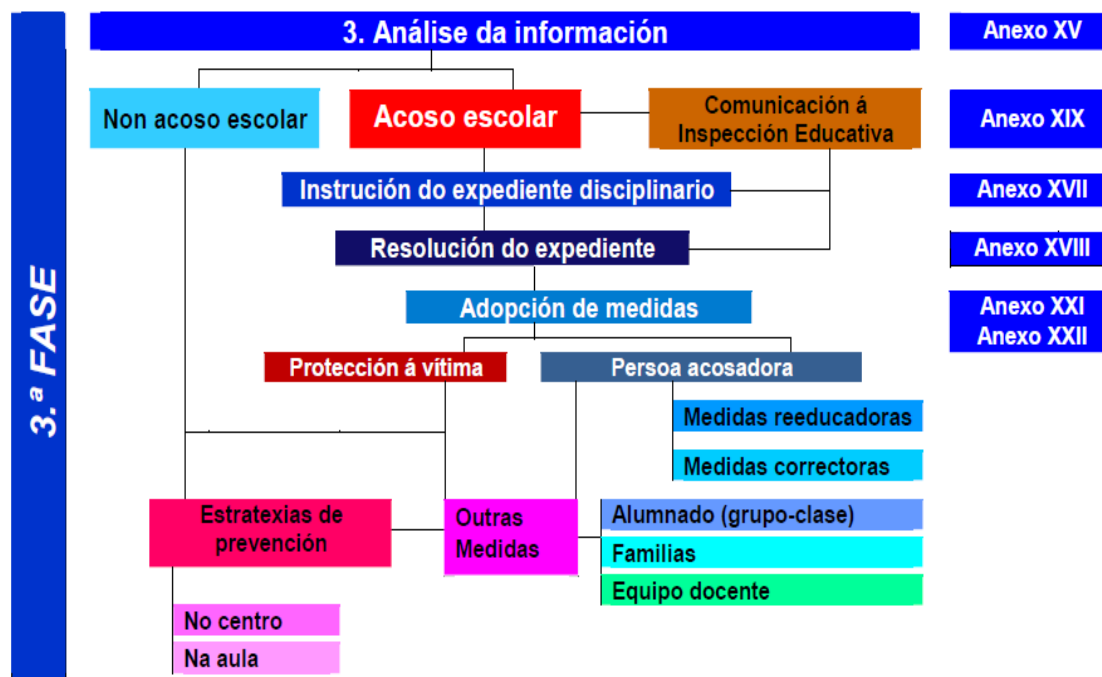 3.ª FASE
3. Análise da información
Anexo XV
Non acoso escolar
Acoso escolar
Comunicación á
Inspección Educativa
Anexo XIX
Instrución do expediente disciplinario
Anexo XVII
Resolución do expediente
Anexo XVIII
Adopción de medidas
Anexo XXI
Anexo XXII
Protección á vítima
Persoa acosadora
Medidas reeducadoras
Medidas correctoras
Estratexias de
prevención
Outras
Medidas
Alumnado (grupo-clase)
Familias
Equipo docente
No centro
Na aula